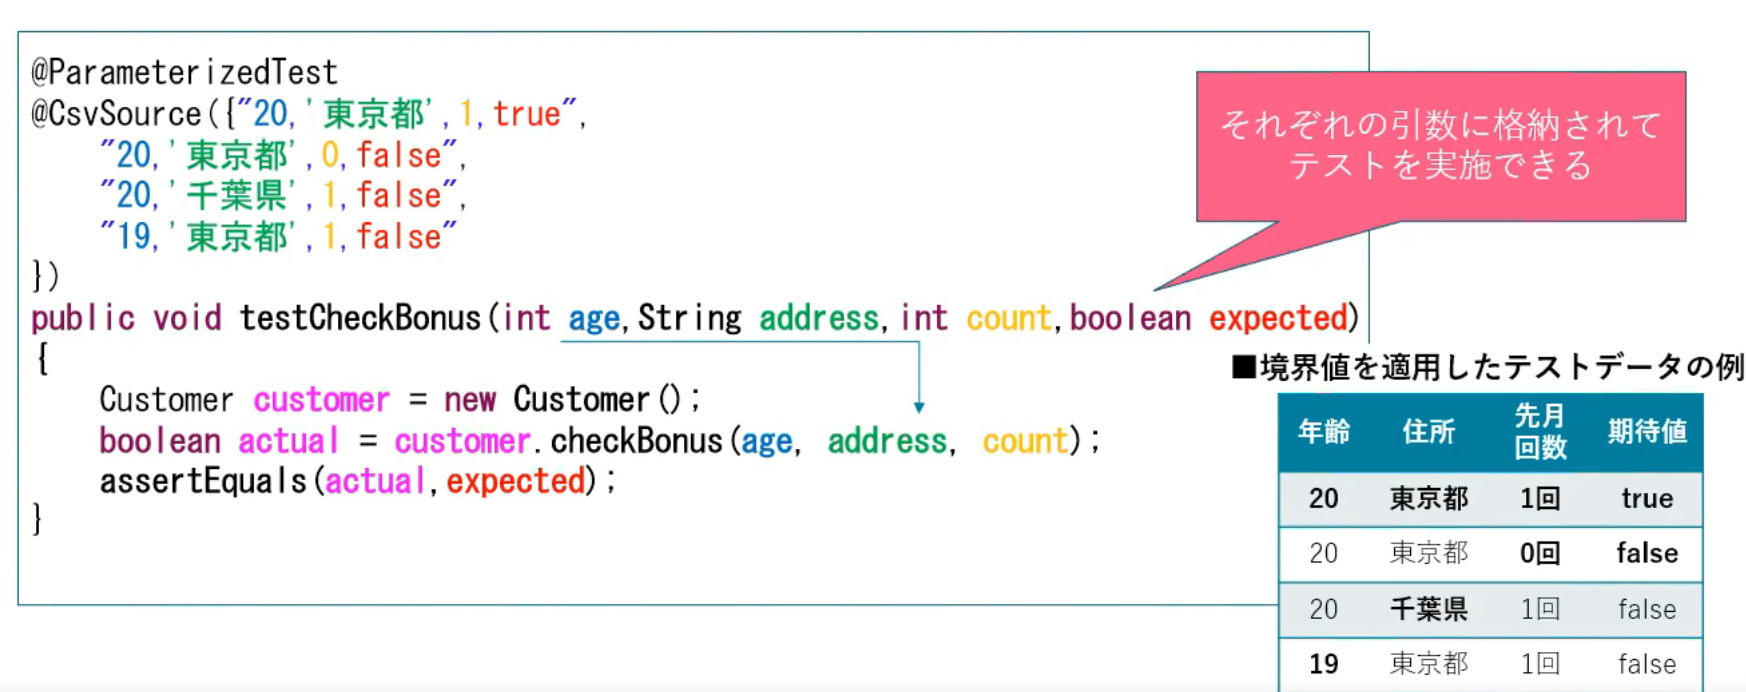 @ParameterizedTest
@CsvSource({"20,'東京都',1,true",
"20,'東京都',0,false",
"20,'千葉県',1,false",
"19,'東京都',1,false"
})
public void testCheckBonus(int age,String address,int count,boolean expected)
{
Customer customer = new Customer();
boolean actual = customer.checkBonus(age, address, count);
assertEquals(actual,expected);
}
それぞれの引数に格納されて
テストを実施できる
■境界値を適用したテストデータの例
年齢 住所 先月回数 期待値
20 東京都 1回 true
20 東京都 0回 false
20 千葉県 1回 false
19 東京都 1回 false